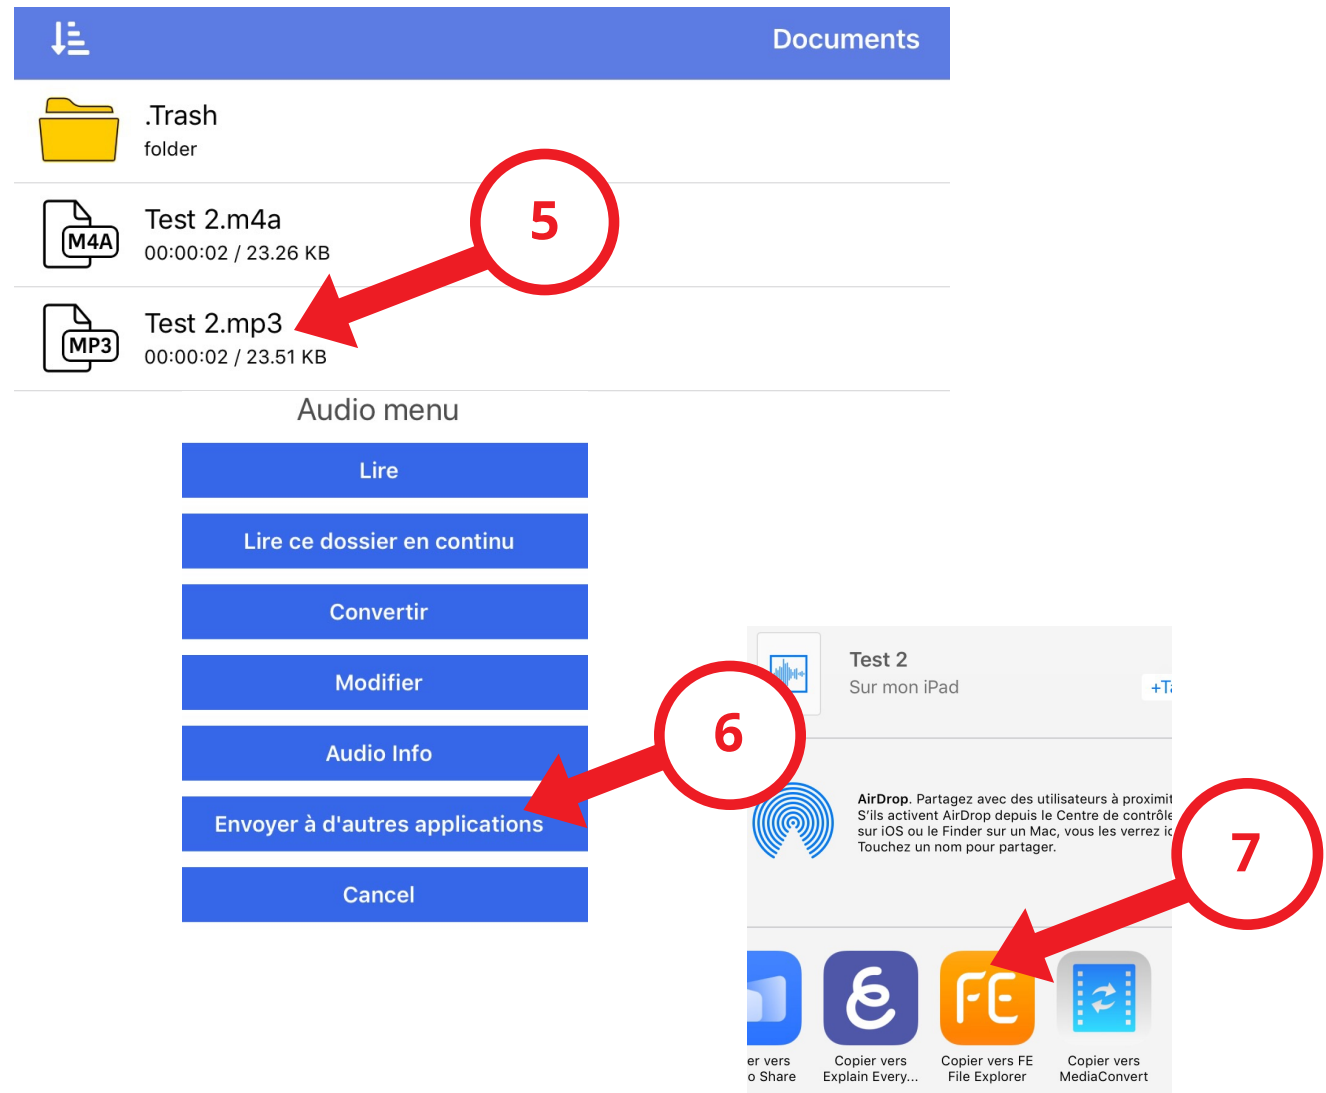 Documents
.Trash
folder
M4A
Test 2.m4a
00:00:02 / 23.26 KB
5
MP3
Test 2.mp3
00:00:02 / 23.51 KB
Audio menu
Lire
Lire ce dossier en continu
Convertir
Modifier
Audio Info
Envoyer à d'autres applications
Cancel
6
Test 2
Sur mon iPad
+Ta
AirDrop. Partagez avec des utilisateurs à proximit
S'ils activent AirDrop depuis le Centre de contrôle
sur iOS ou le Finder sur un Mac, vous les verrez ic
Touchez un nom pour partager.
7
FE
er vers
o Share
Copier vers
Explain Every...
Copier vers FE
File Explorer
Copier vers
MediaConvert